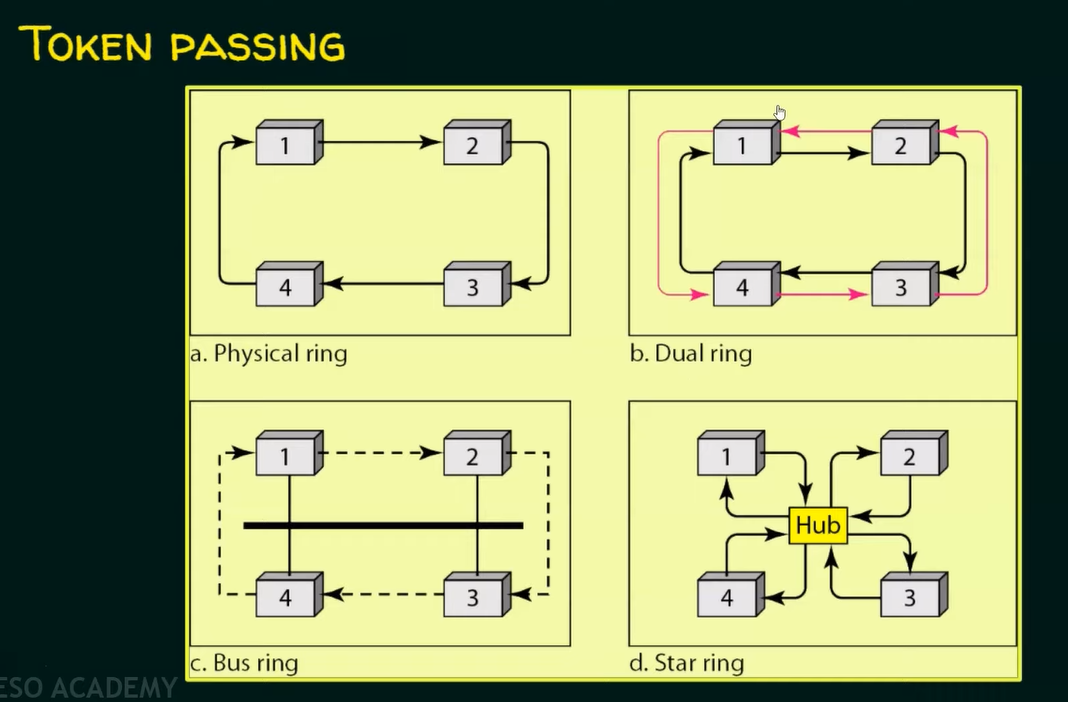 TOKEN PASSING
1
2
4
3
a. Physical ring
1
2
4
3
b. Dual ring
1
2
4
3
c. Bus ring
1
2
Hub
4
3
d. Star ring
ESO ACADEMY